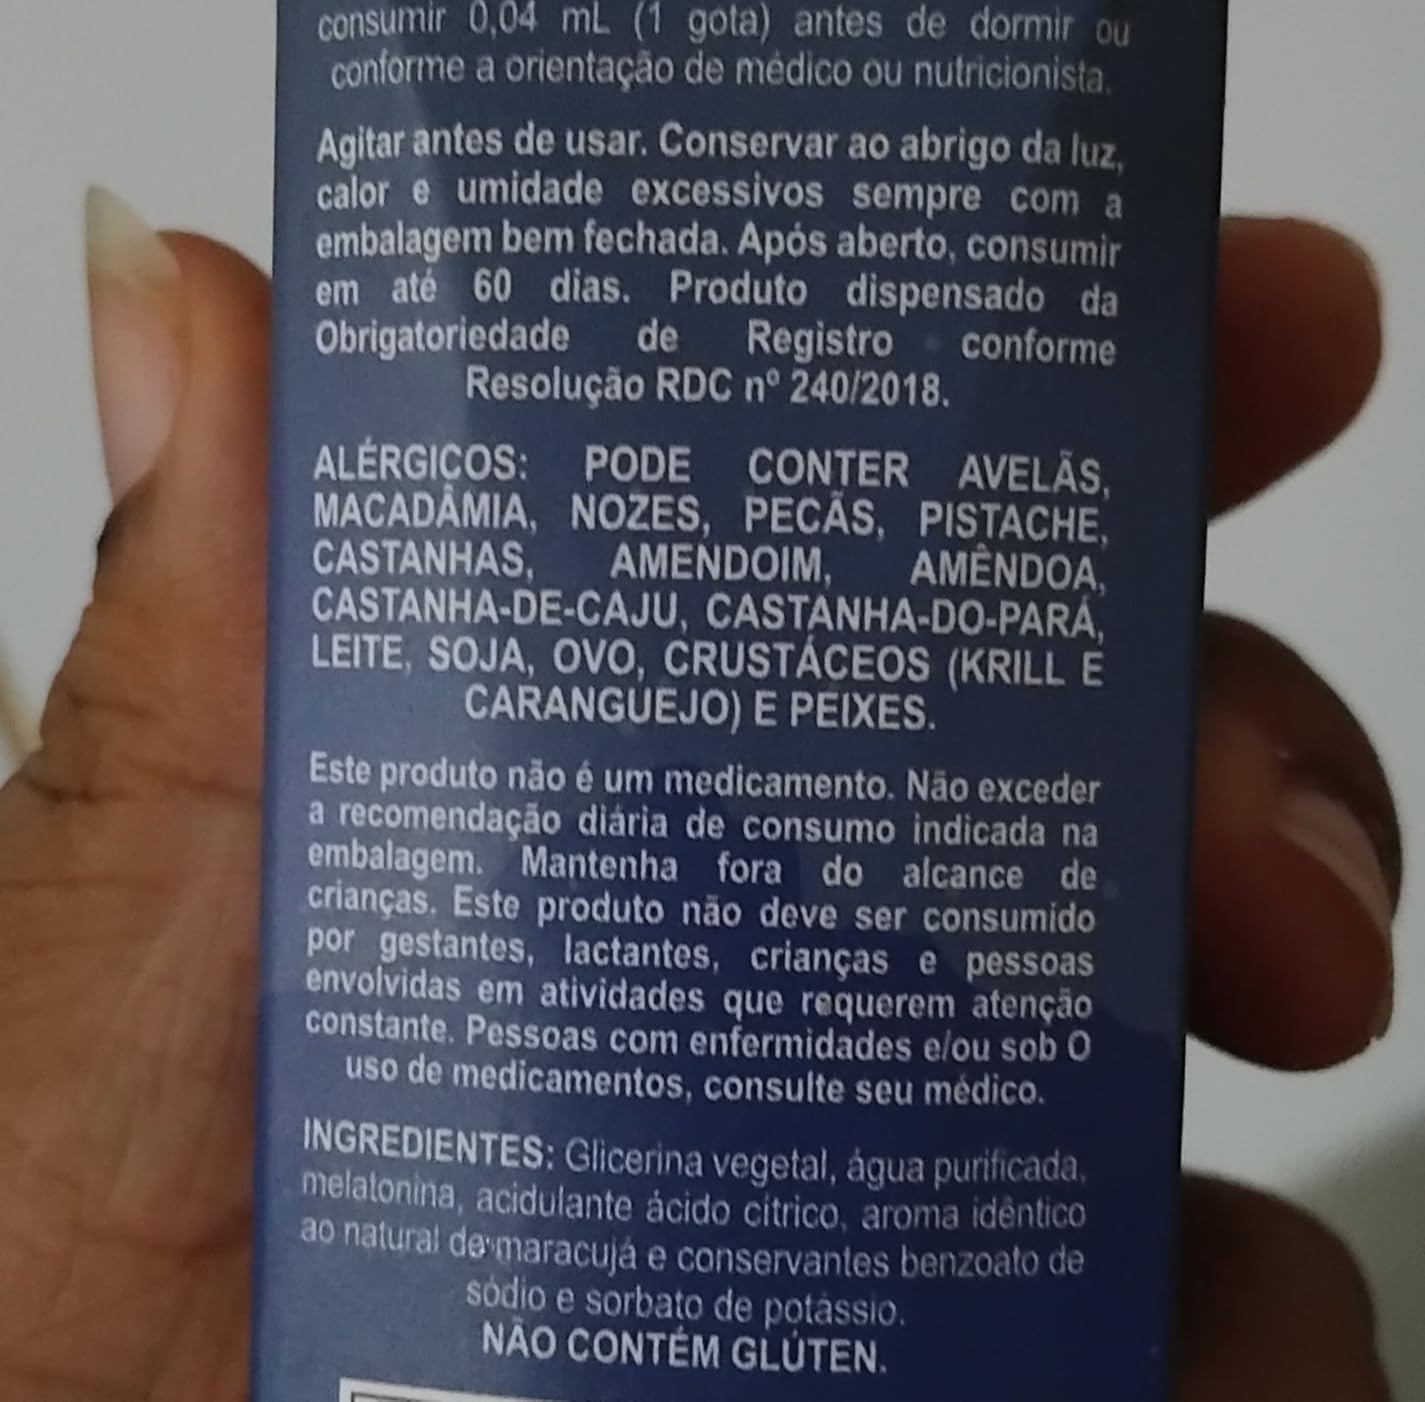 consumir 0,04 mL (1 gota) antes de dormir ou
conforme a orientação de médico ou nutricionista.
Agitar antes de usar. Conservar ao abrigo da luz,
calor e umidade excessivos sempre com a
embalagem bem fechada. Após aberto, consumir
em até 60 dias. Produto dispensado da
Obrigatoriedade de Registro conforme
Resolução RDC nº 240/2018.
ALÉRGICOS: PODE CONTER AVELÃS,
MACADÂMIA, NOZES, PECÃS, PISTACHE,
CASTANHAS, AMENDOIM, AMÊNDOA,
CASTANHA-DE-CAJU, CASTANHA-DO-PARÁ,
LEITE, SOJA, OVO, CRUSTÁCEOS (KRILL E
CARANGUEJO) E PEIXES.
Este produto não é um medicamento. Não exceder
a recomendação diária de consumo indicada na
embalagem. Mantenha fora do alcance de
crianças. Este produto não deve ser consumido
por gestantes, lactantes, crianças e pessoas
envolvidas em atividades que requerem atenção
constante. Pessoas com enfermidades e/ou sob O
uso de medicamentos, consulte seu médico.
INGREDIENTES: Glicerina vegetal, água purificada,
melatonina, acidulante ácido cítrico, aroma idêntico
ao natural de maracujá e conservantes benzoato de
sódio e sorbato de potássio.
NÃO CONTÉM GLÚTEN.